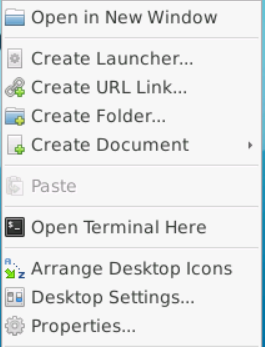 Open in New Window
Create Launcher...
Create URL Link...
Create Folder...
Create Document
Paste
Open Terminal Here
Arrange Desktop Icons
Desktop Settings...
Properties...